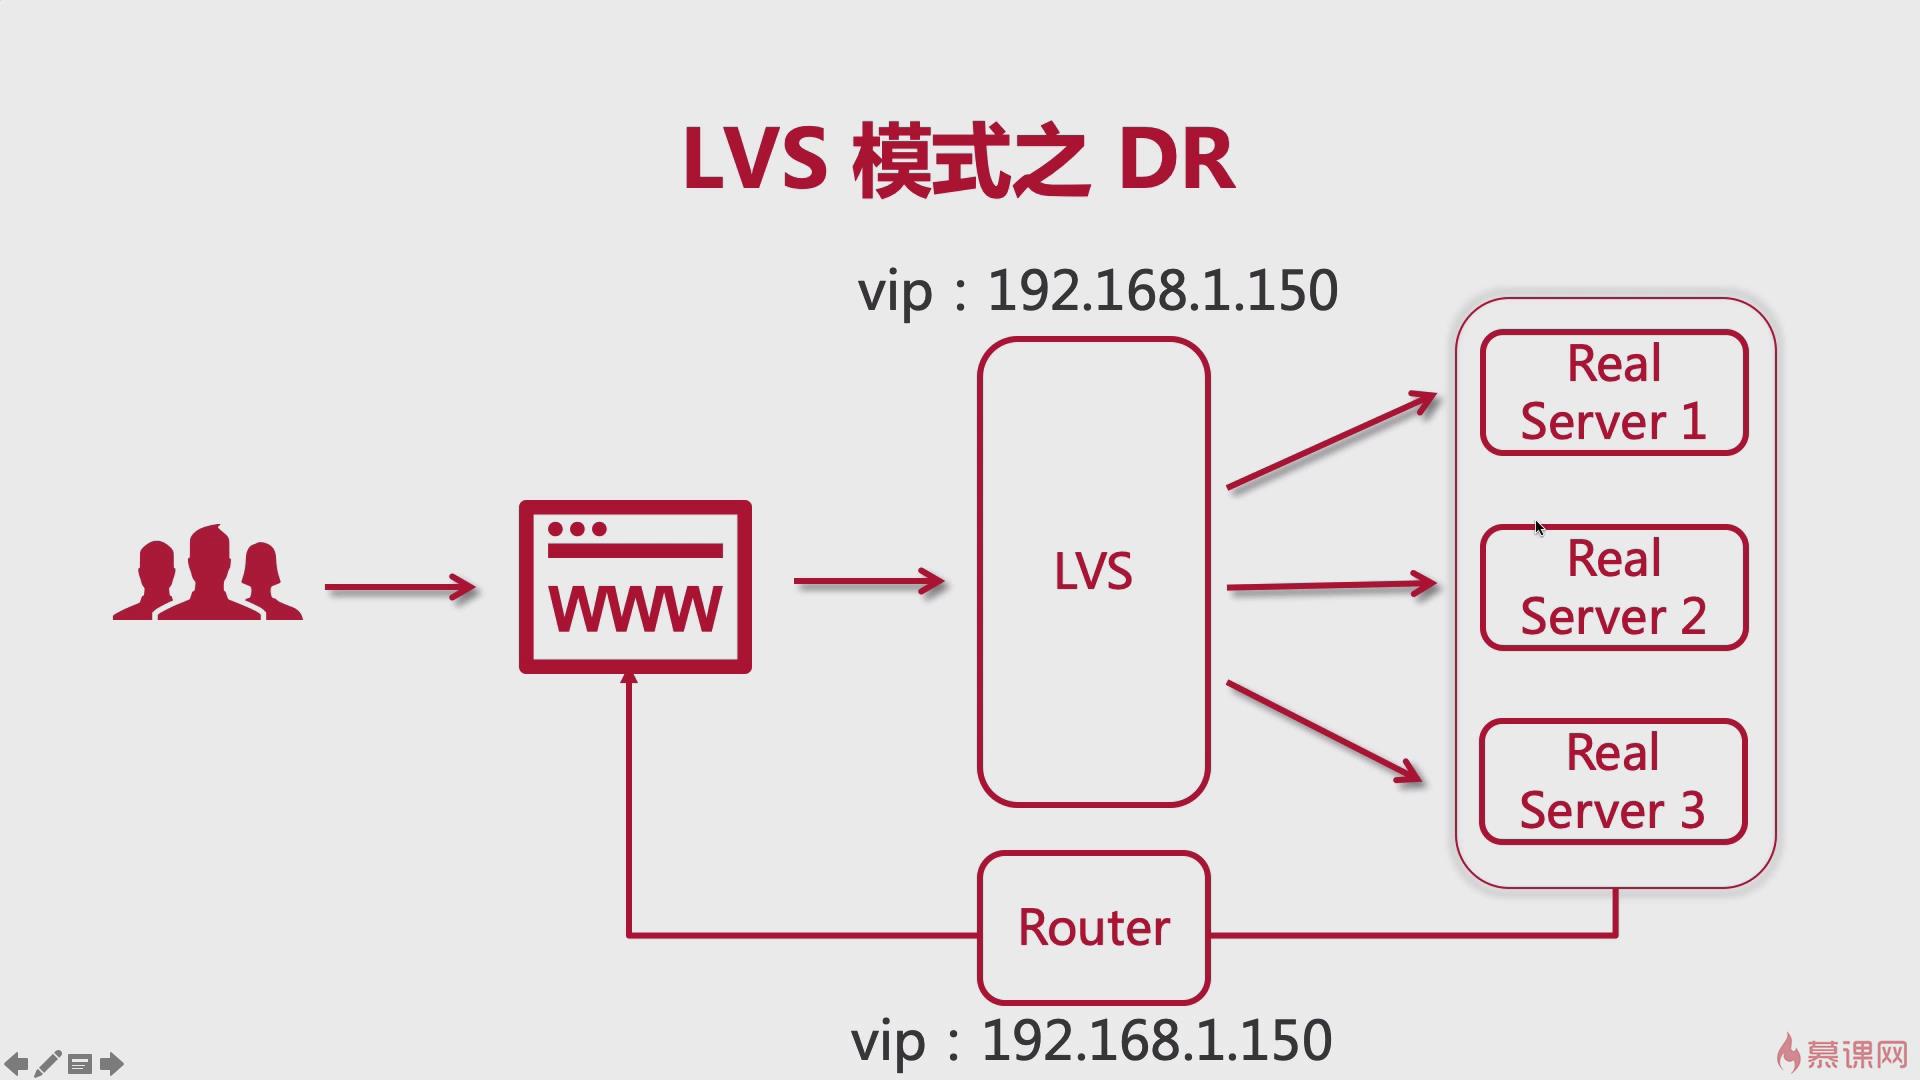 LVS 模式之 DR
vip：192.168.1.150
Real
Server 1
WWW
LVS
Real
Server 2
Real
Server 3
Router
vip：192.168.1.150
慕课网